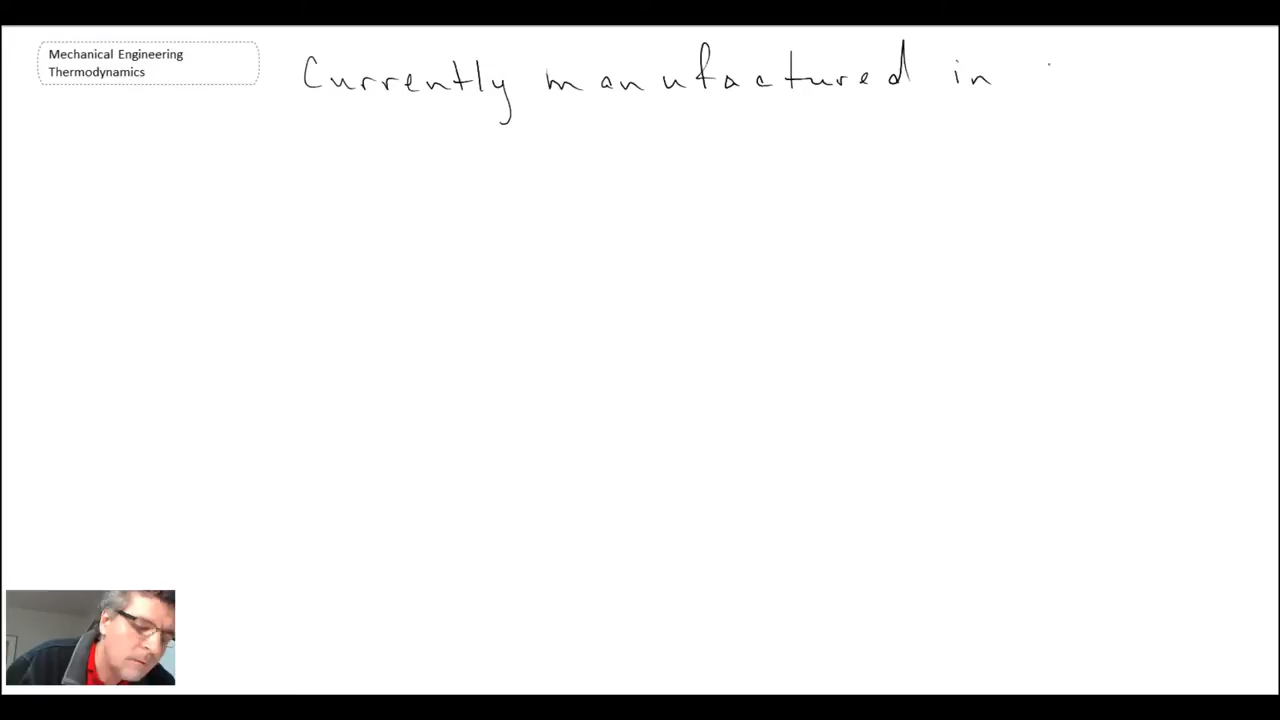 Mechanical Engineering
Thermodynamics
Currently manufactured in